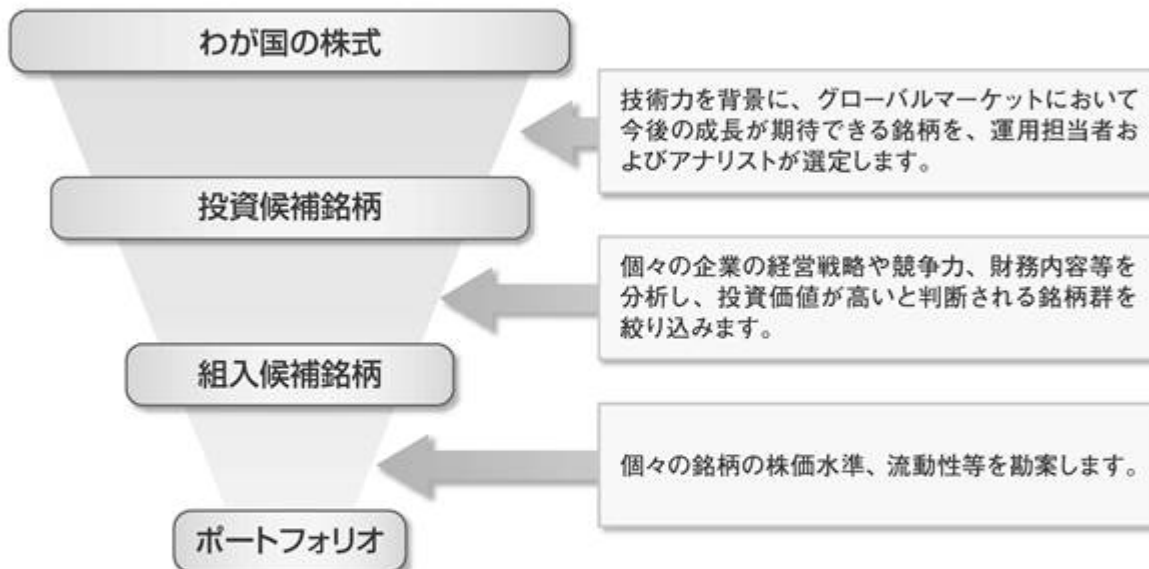 わが国の株式
技術力を背景に、グローバルマーケットにおいて
今後の成長が期待できる銘柄を、運用担当者お
よびアナリストが選定します。
投資候補銘柄
個々の企業の経営戦略や競争力、財務内容等を
分析し、投資価値が高いと判断される銘柄群を
絞り込みます。
組入候補銘柄
個々の銘柄の株価水準、流動性等を勘案します。
ポートフォリオ